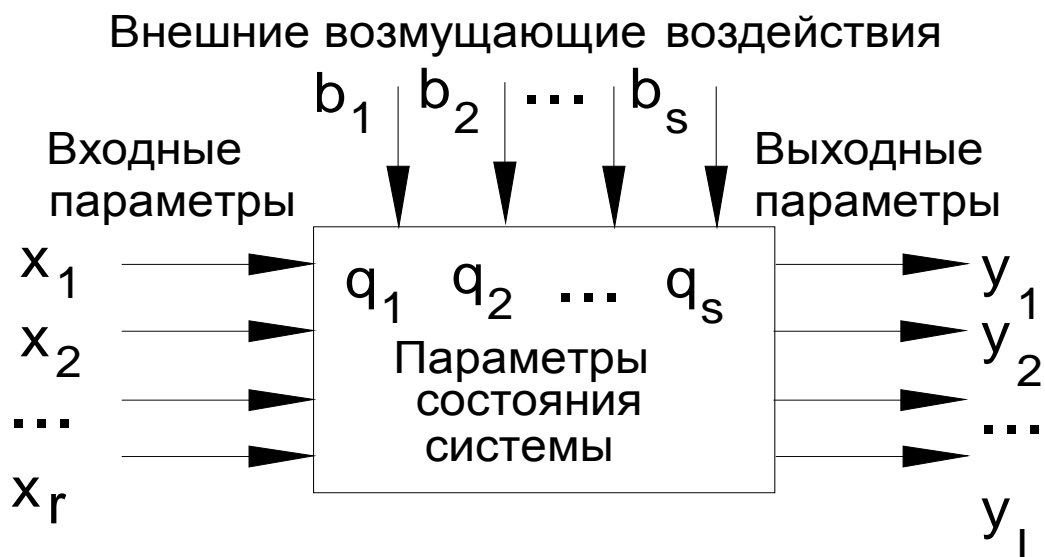 Внешние возмущающие воздействия
b1 b2 ... bs
Входные
параметры
Выходные
параметры
x1
x2
...
xr
q1 q2 ... qs
Параметры
состояния
системы
y1
y2
...
yl